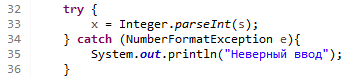 32 try {
33 x = Integer.parseInt(s);
34 } catch (NumberFormatException e){
35 System.out.println("Неверный ввод");
36 }